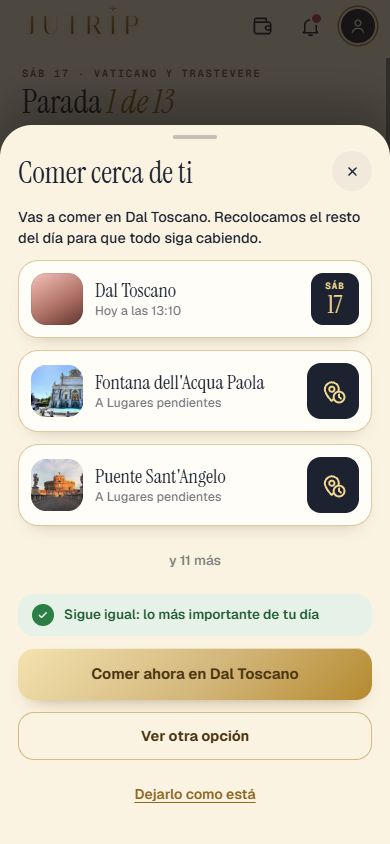 JUTRIP
SÁB 17 · VATICANO Y TRASTEVERE
Parada 1 de 13
Comer cerca de ti
Vas a comer en Dal Toscano. Recolocamos el resto
del día para que todo siga cabiendo.
Dal Toscano
Hoy a las 13:10
SÁB
17
Fontana dell'Acqua Paola
A Lugares pendientes
Puente Sant'Angelo
A Lugares pendientes
y 11 más
Sigue igual: lo más importante de tu día
Comer ahora en Dal Toscano
Ver otra opción
Dejarlo como está